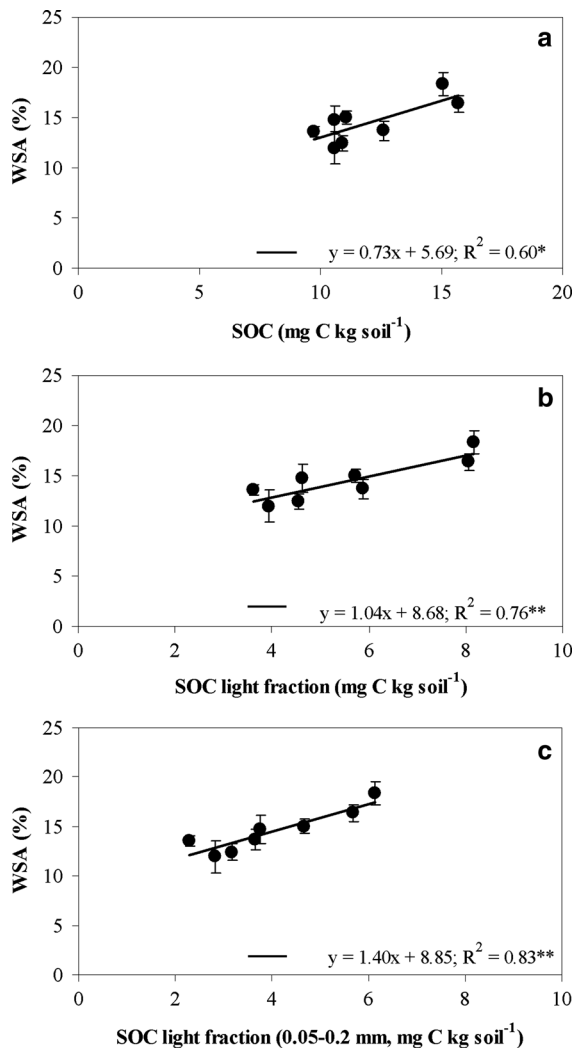 a
25
20
15
10
5
0
WSA (%)
y = 0.73x + 5.69; R² = 0.60*
0 5 10 15 20
SOC (mg C kg soil⁻¹)
b
25
20
15
10
5
0
WSA (%)
y = 1.04x + 8.68; R² = 0.76**
0 2 4 6 8 10
SOC light fraction (mg C kg soil⁻¹)
c
25
20
15
10
5
0
WSA (%)
y = 1.40x + 8.85; R² = 0.83**
0 2 4 6 8 10
SOC light fraction (0.05-0.2 mm, mg C kg soil⁻¹)